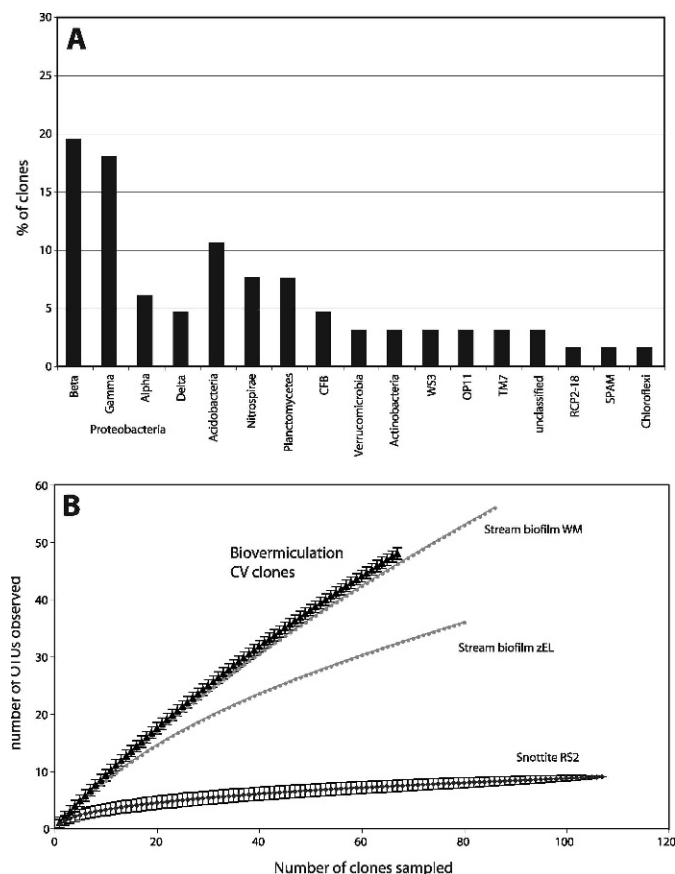 A
30
25
20
15
10
5
0
% of clones
Beta
Gamma
Alpha
Delta
Acidobacteria
Nitrospirae
Planctomycetes
CFB
Verrucomicrobia
Actinobacteria
WS3
OP11
TM7
unclassified
RCP2-18
SPAM
Chloroflexi
Proteobacteria
B
60
50
40
30
20
10
0
number of OTUs observed
Biovermiculation
CV clones
Stream biofilm WM
Stream biofilm zEL
Snottite RS2
0 20 40 60 80 100 120
Number of clones sampled